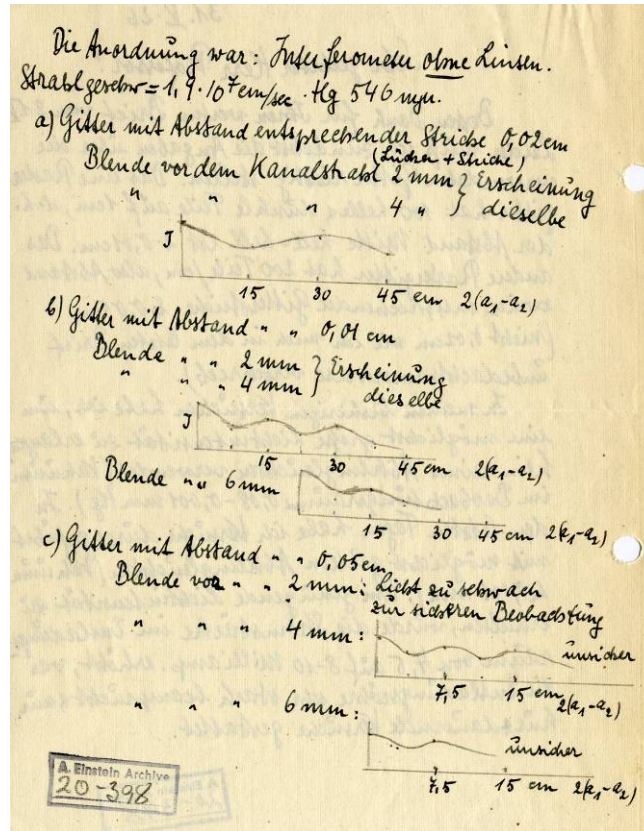 Die Anordnung war: Interferometer ohne Linsen.
Strahlgeschw = 1,9 · 10⁷ cm/sec · Hg 546 mμ.
a) Gitter mit Abstand entsprechender Striche 0,02 cm
(Lücken + Striche)
Blende vor dem Kanalstrahl 2 mm } Erscheinung
" " " 4 " } dieselbe
J
15 30 45 cm 2(a₁-a₂)
b) Gitter mit Abstand " " 0,01 cm
Blende " " 2 mm } Erscheinung
" " " 4 mm } dieselbe
J
15 30 45 cm 2(a₁-a₂)
Blende " " 6 mm
15 30 45 cm 2(a₁-a₂)
c) Gitter mit Abstand " " 0,05 cm
Blende vor " " 2 mm: Licht zu schwach
zur sicheren Beobachtung
" " " 4 mm:
unsicher
7,5 15 cm 2(a₁-a₂)
" " " 6 mm:
unsicher
7,5 15 cm 2(a₁-a₂)
A. Einstein Archive
20-398